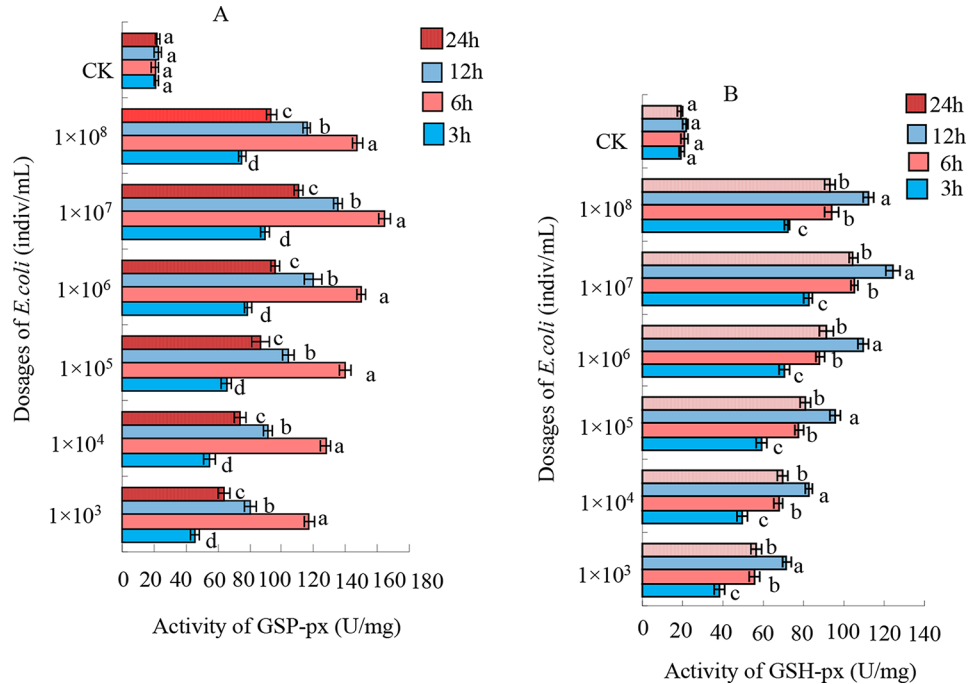 A
24h
12h
6h
3h
CK
a
a
a
a
1×10⁸
c
b
a
d
1×10⁷
c
b
a
d
1×10⁶
c
b
a
d
1×10⁵
c
b
a
d
1×10⁴
c
b
a
d
1×10³
c
b
a
d
Dosages of E.coli (indiv/mL)
0 20 40 60 80 100 120 140 160 180
Activity of GSP-px (U/mg)
B
24h
12h
6h
3h
CK
a
a
a
a
1×10⁸
b
a
b
c
1×10⁷
b
a
b
c
1×10⁶
b
a
b
c
1×10⁵
b
a
b
c
1×10⁴
b
a
b
c
1×10³
b
a
b
c
Dosages of E.coli (indiv/mL)
0 20 40 60 80 100 120 140
Activity of GSH-px (U/mg)